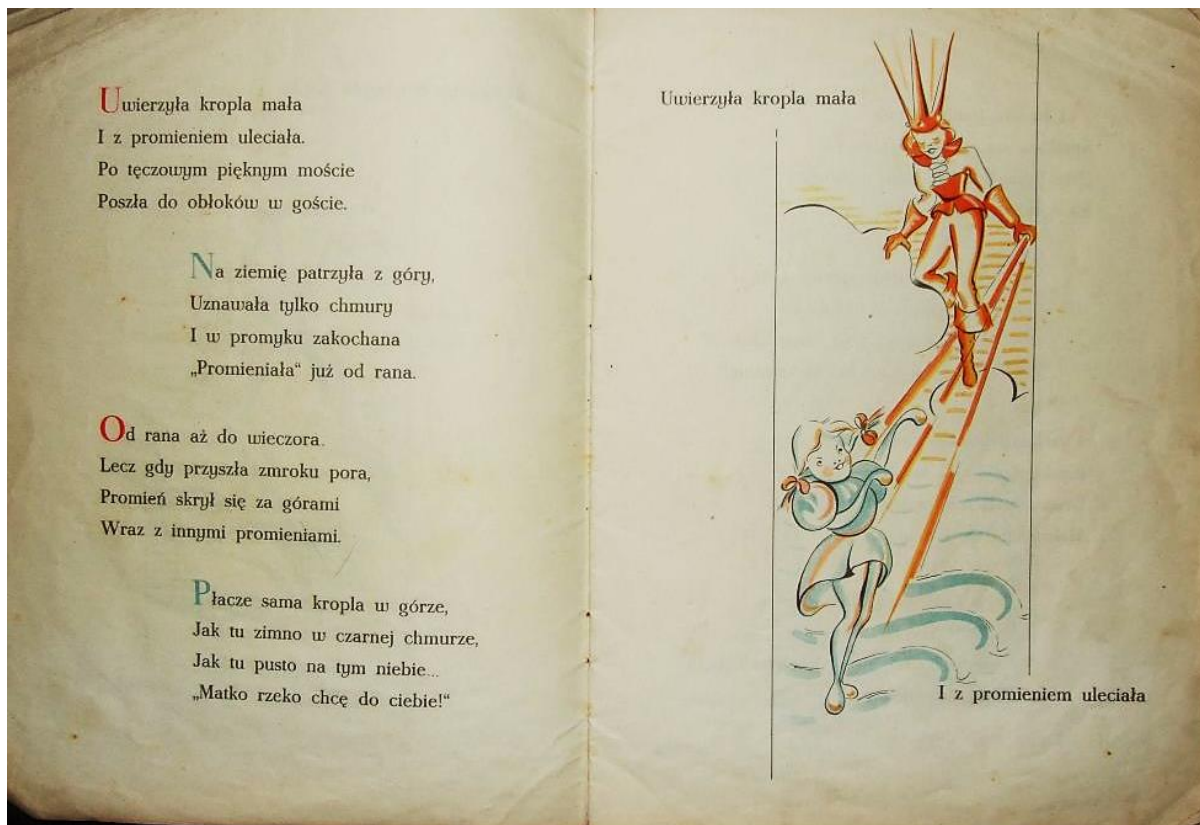 Uwierzyła kropla mała
I z promieniem uleciała.
Po tęczowym pięknym moście
Poszła do obłoków w goście.
Na ziemię patrzyła z góry,
Uznawała tylko chmury
I w promyku zakochana
„Promieniała“ już od rana.
Od rana aż do wieczora.
Lecz gdy przyszła zmroku pora,
Promień skrył się za górami
Wraz z innymi promieniami.
Płacze sama kropla w górze,
Jak tu zimno w czarnej chmurze,
Jak tu pusto na tym niebie...
„Matko rzeko chcę do ciebie!“
Uwierzyła kropla mała
I z promieniem uleciała